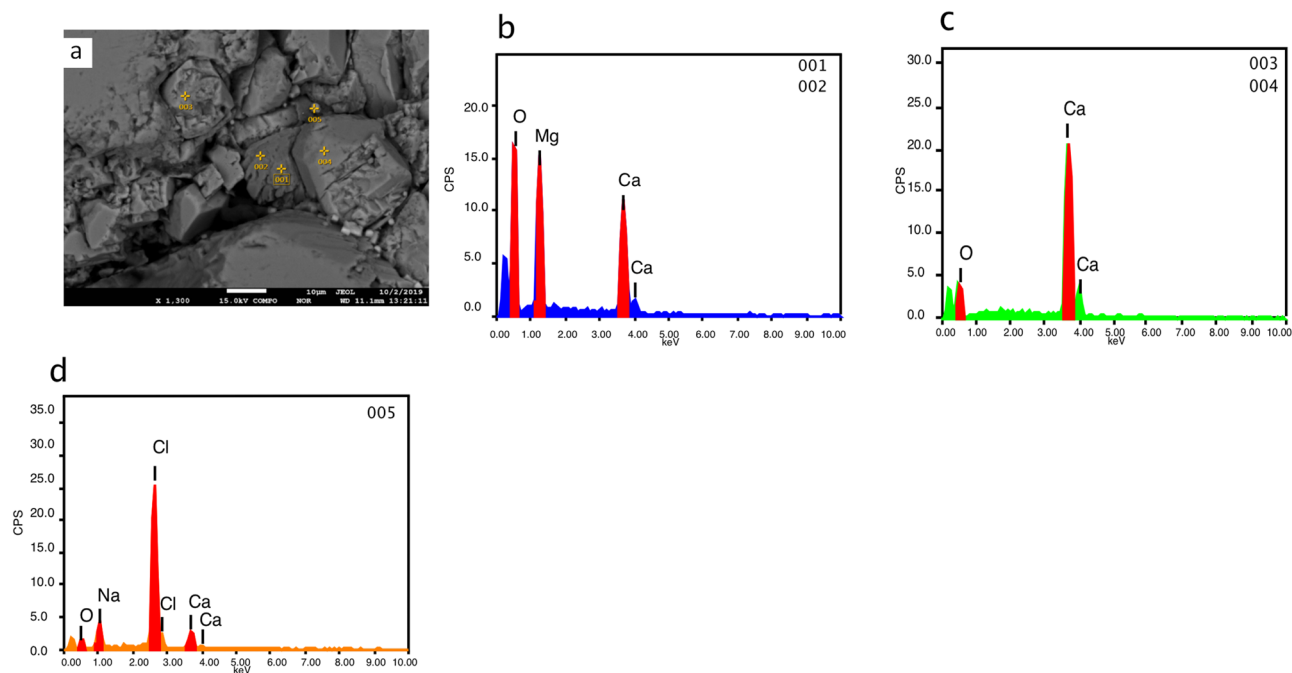 a
003
005
002
004
001
10μm JEOL 10/2/2019
X 1,300 15.0kV COMPO NOR WD 11.1mm 13:21:11
b
001
002
CPS
20.0
15.0
10.0
5.0
0.0
O
Mg
Ca
Ca
0.00 1.00 2.00 3.00 4.00 5.00 6.00 7.00 8.00 9.00 10.00
keV
c
003
004
CPS
30.0
25.0
20.0
15.0
10.0
5.0
0.0
O
Ca
Ca
0.00 1.00 2.00 3.00 4.00 5.00 6.00 7.00 8.00 9.00 10.00
keV
d
005
CPS
35.0
30.0
25.0
20.0
15.0
10.0
5.0
0.0
O
Na
Cl
Cl
Ca
Ca
0.00 1.00 2.00 3.00 4.00 5.00 6.00 7.00 8.00 9.00 10.00
keV